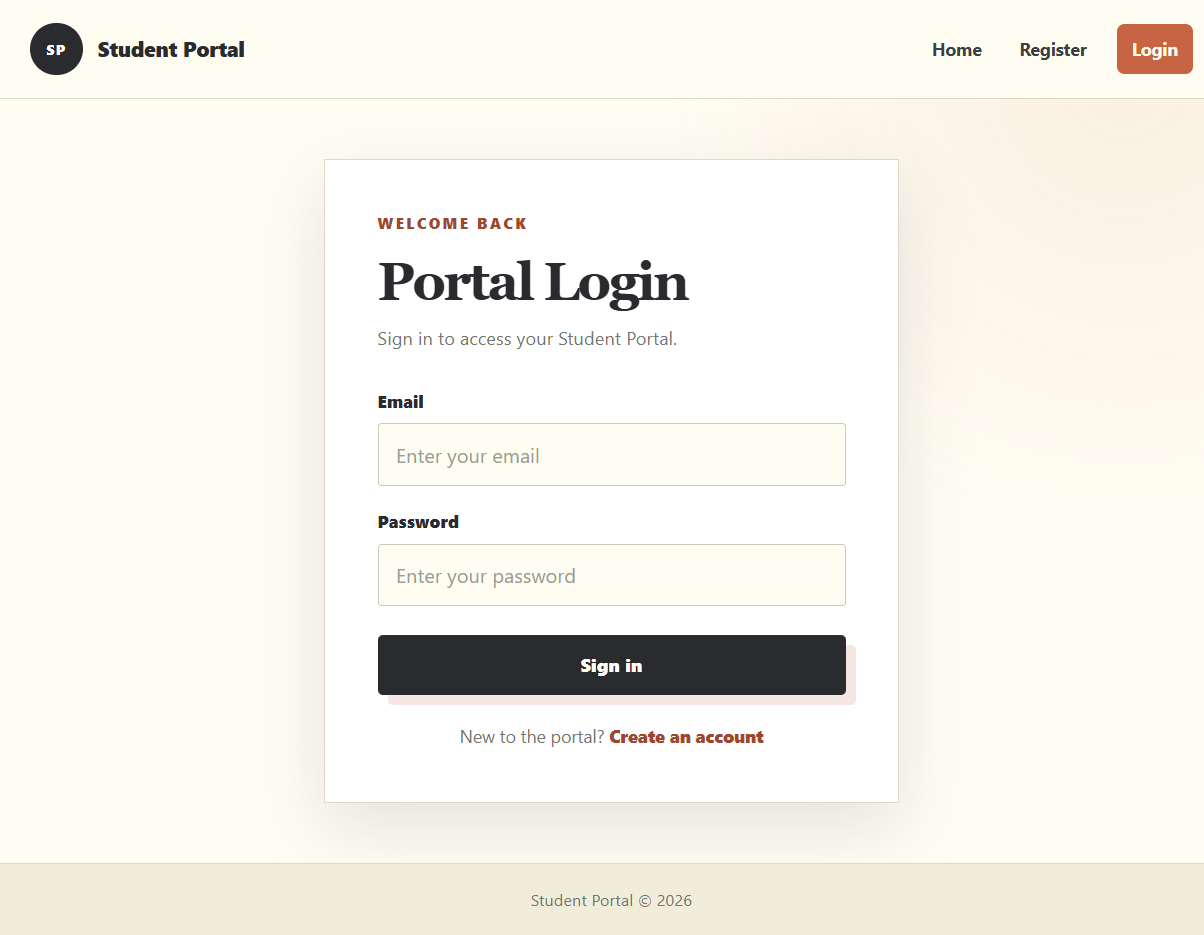 SP Student Portal Home Register Login
WELCOME BACK
Portal Login
Sign in to access your Student Portal.
Email
Enter your email
Password
Enter your password
Sign in
New to the portal? Create an account
Student Portal © 2026